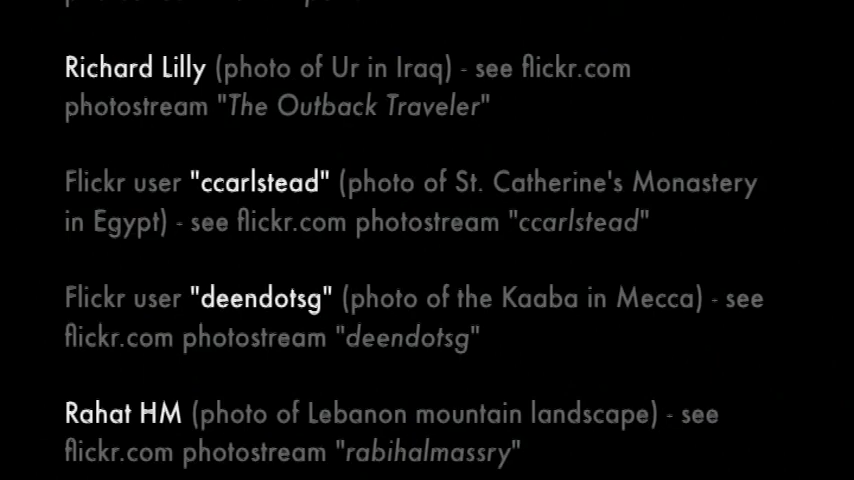 Richard Lilly (photo of Ur in Iraq) - see flickr.com
photostream "The Outback Traveler"
Flickr user "ccarlstead" (photo of St. Catherine's Monastery
in Egypt) - see flickr.com photostream "ccarlstead"
Flickr user "deendotsg" (photo of the Kaaba in Mecca) - see
flickr.com photostream "deendotsg"
Rahat HM (photo of Lebanon mountain landscape) - see
flickr.com photostream "rabihalmassry"